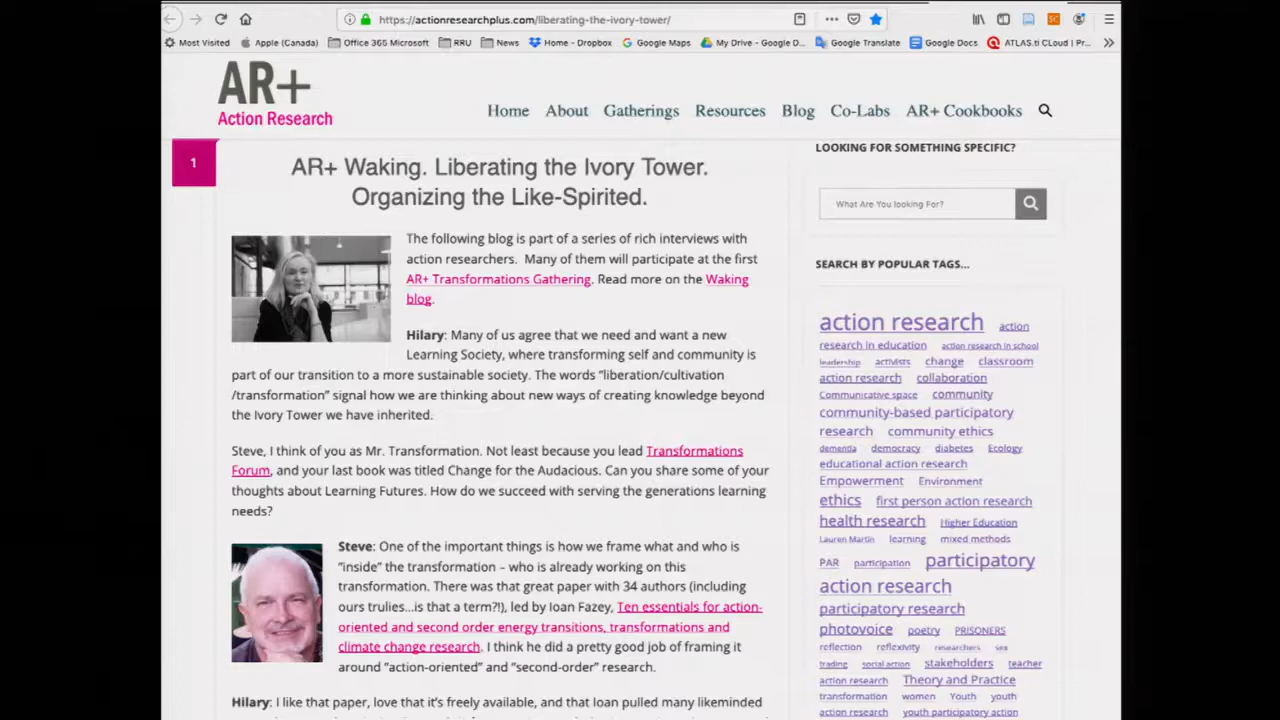 https://actionresearchplus.com/liberating-the-ivory-tower/
Most Visited Apple (Canada) Office 365 Microsoft RRU News Home - Dropbox Google Maps My Drive - Google D... Google Translate Google Docs ATLAS.ti CLoud | Pr...
AR+
Action Research
Home About Gatherings Resources Blog Co-Labs AR+ Cookbooks
1
AR+ Waking. Liberating the Ivory Tower.
Organizing the Like-Spirited.
The following blog is part of a series of rich interviews with
action researchers. Many of them will participate at the first
AR+ Transformations Gathering. Read more on the Waking
blog.
Hilary: Many of us agree that we need and want a new
Learning Society, where transforming self and community is
part of our transition to a more sustainable society. The words “liberation/cultivation
/transformation” signal how we are thinking about new ways of creating knowledge beyond
the Ivory Tower we have inherited.
Steve, I think of you as Mr. Transformation. Not least because you lead Transformations
Forum, and your last book was titled Change for the Audacious. Can you share some of your
thoughts about Learning Futures. How do we succeed with serving the generations learning
needs?
Steve: One of the important things is how we frame what and who is
“inside” the transformation – who is already working on this
transformation. There was that great paper with 34 authors (including
ours trulies…is that a term?!), led by Ioan Fazey, Ten essentials for action-
oriented and second order energy transitions, transformations and
climate change research. I think he did a pretty good job of framing it
around “action-oriented” and “second-order” research.
Hilary: I like that paper, love that it’s freely available, and that Ioan pulled many likeminded
LOOKING FOR SOMETHING SPECIFIC?
What Are You looking For?
SEARCH BY POPULAR TAGS...
action research action
research in education action research in school
leadership activists change classroom
action research collaboration
Communicative space community
community-based participatory
research community ethics
dementia democracy diabetes Ecology
educational action research
Empowerment Environment
ethics first person action research
health research Higher Education
Lauren Martin learning mixed methods
PAR participation participatory
action research
participatory research
photovoice poetry PRISONERS
reflection reflexivity researchers sex
trading social action stakeholders teacher
action research Theory and Practice
transformation women Youth youth
action research youth participatory action